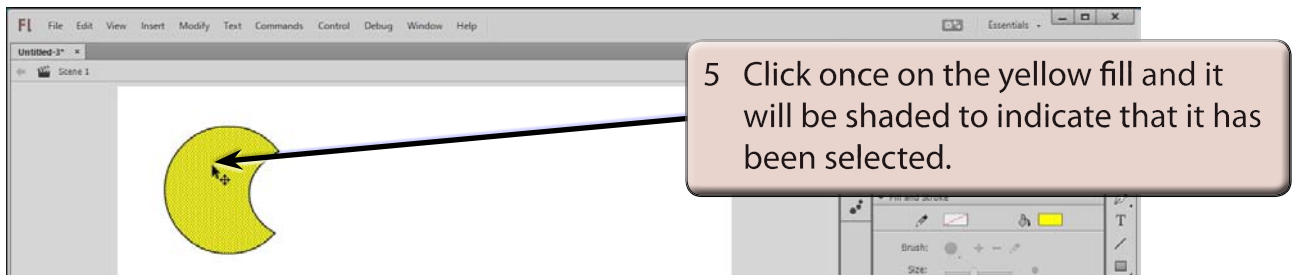 Fl File Edit View Insert Modify Text Commands Control Debug Window Help Essentials
Untitled-3* ×
Scene 1
5 Click once on the yellow fill and it
will be shaded to indicate that it has
been selected.
Fill and Stroke
T
Brush:
Size: